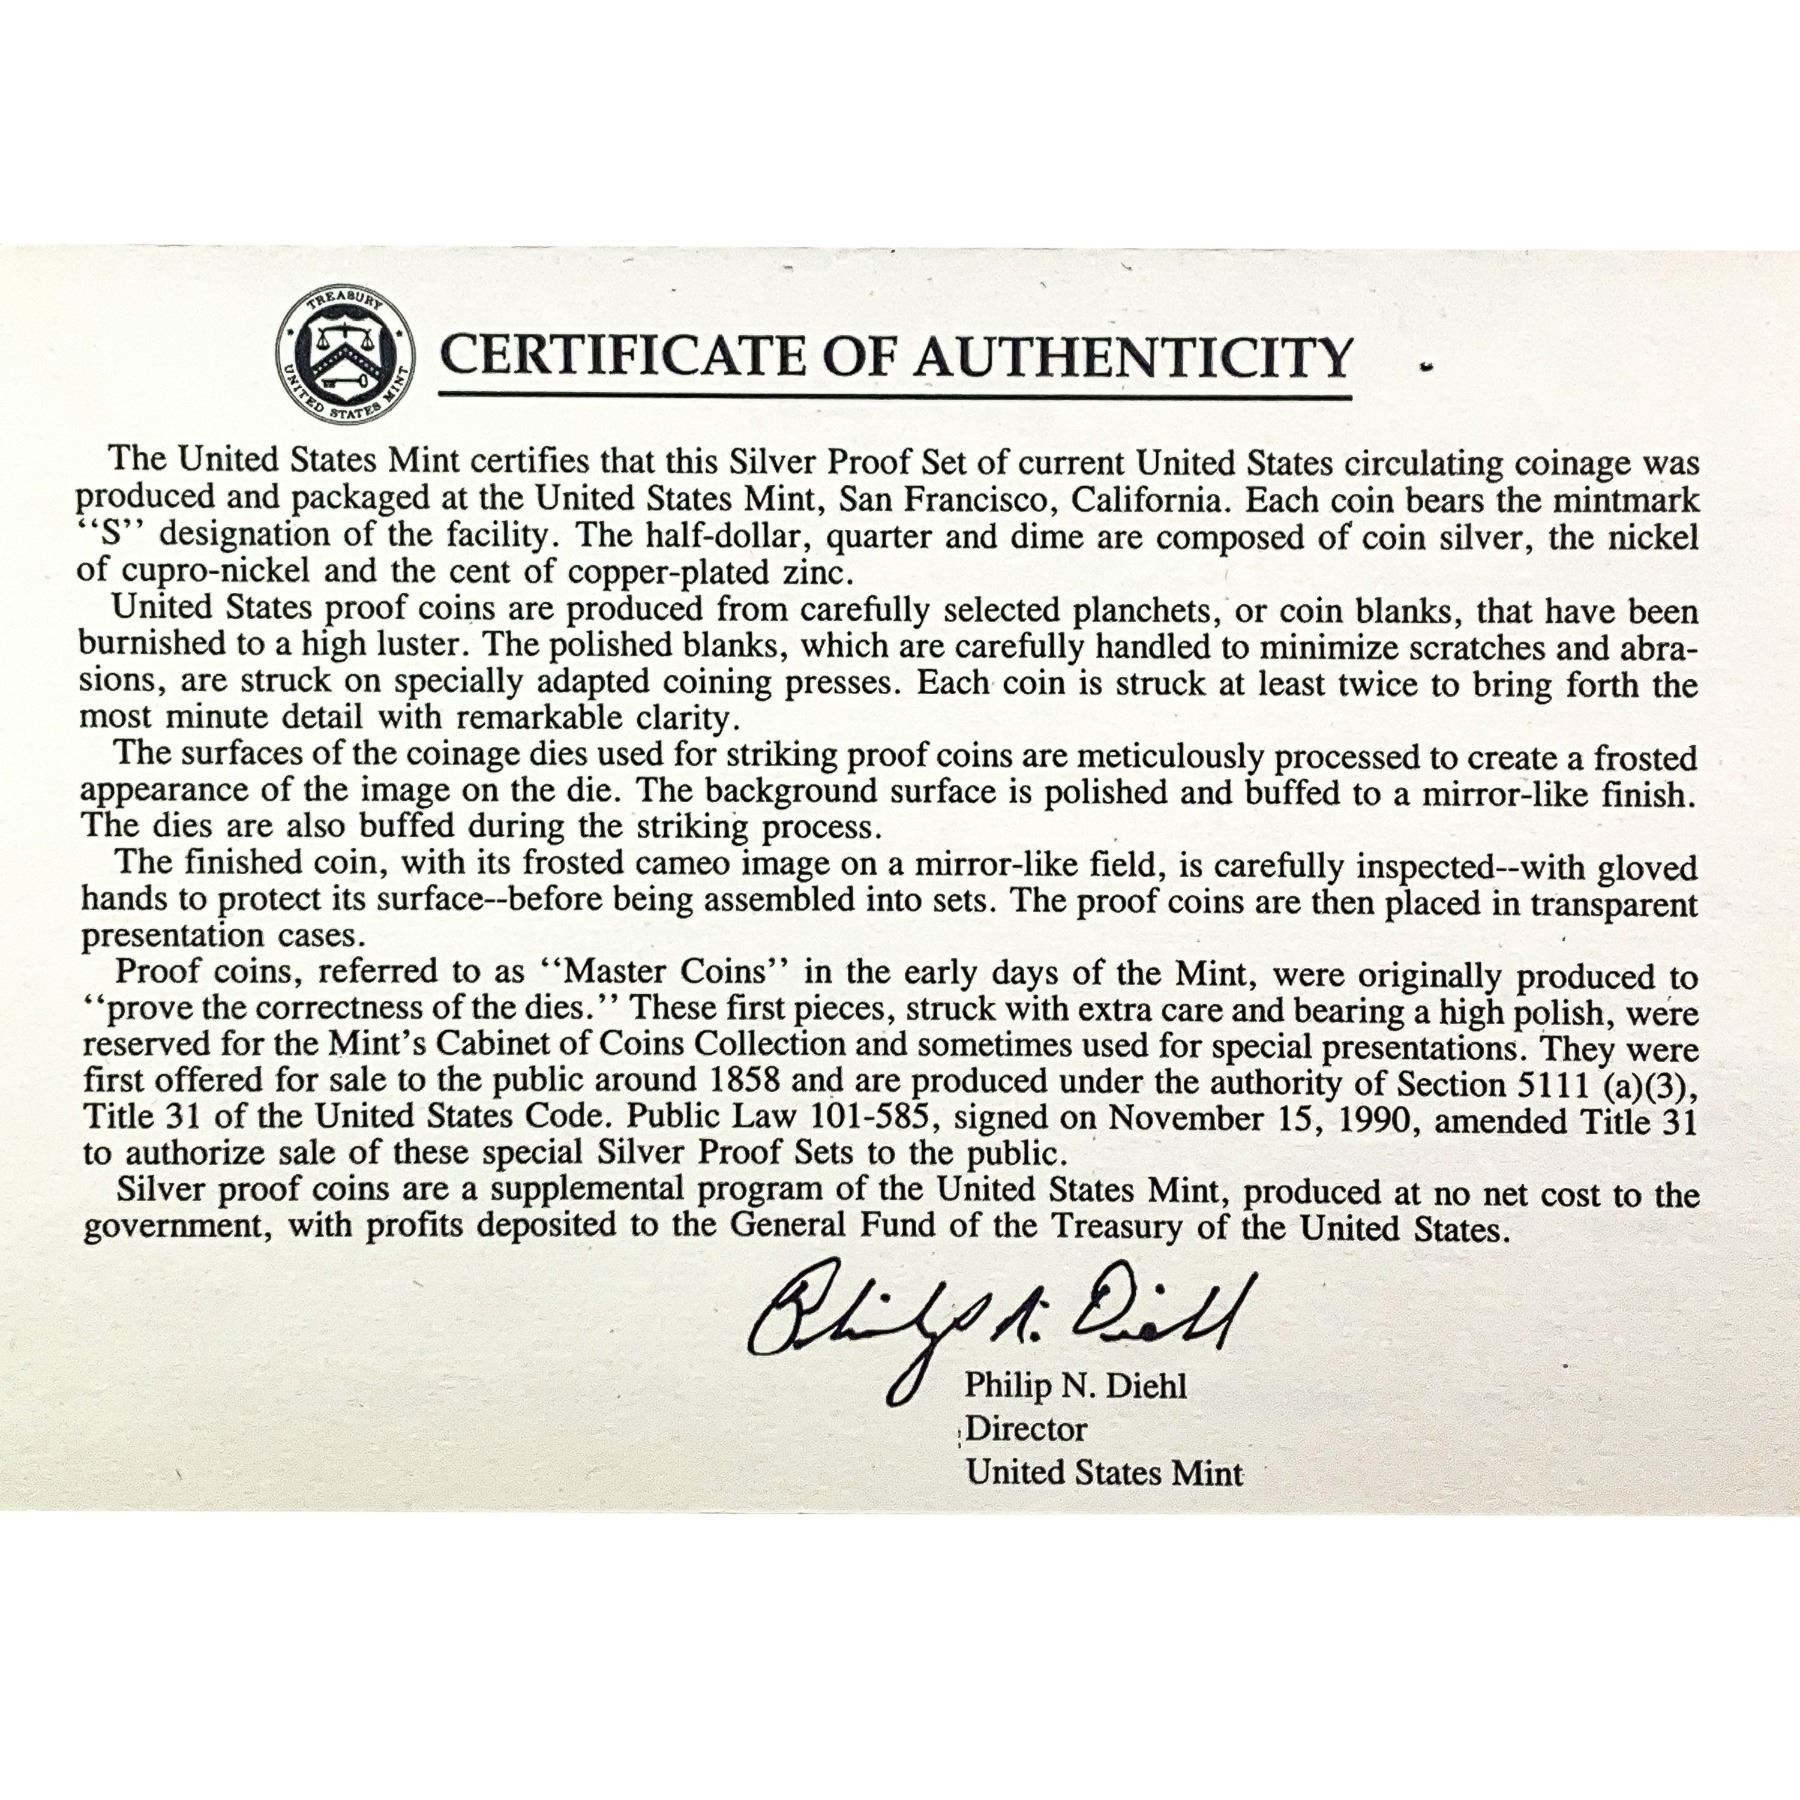 TREASURY
UNITED STATES MINT
CERTIFICATE OF AUTHENTICITY
The United States Mint certifies that this Silver Proof Set of current United States circulating coinage was
produced and packaged at the United States Mint, San Francisco, California. Each coin bears the mintmark
‘‘S’’ designation of the facility. The half-dollar, quarter and dime are composed of coin silver, the nickel
of cupro-nickel and the cent of copper-plated zinc.
United States proof coins are produced from carefully selected planchets, or coin blanks, that have been
burnished to a high luster. The polished blanks, which are carefully handled to minimize scratches and abra-
sions, are struck on specially adapted coining presses. Each coin is struck at least twice to bring forth the
most minute detail with remarkable clarity.
The surfaces of the coinage dies used for striking proof coins are meticulously processed to create a frosted
appearance of the image on the die. The background surface is polished and buffed to a mirror-like finish.
The dies are also buffed during the striking process.
The finished coin, with its frosted cameo image on a mirror-like field, is carefully inspected--with gloved
hands to protect its surface--before being assembled into sets. The proof coins are then placed in transparent
presentation cases.
Proof coins, referred to as ‘‘Master Coins’’ in the early days of the Mint, were originally produced to
‘‘prove the correctness of the dies.’’ These first pieces, struck with extra care and bearing a high polish, were
reserved for the Mint’s Cabinet of Coins Collection and sometimes used for special presentations. They were
first offered for sale to the public around 1858 and are produced under the authority of Section 5111 (a)(3),
Title 31 of the United States Code. Public Law 101-585, signed on November 15, 1990, amended Title 31
to authorize sale of these special Silver Proof Sets to the public.
Silver proof coins are a supplemental program of the United States Mint, produced at no net cost to the
government, with profits deposited to the General Fund of the Treasury of the United States.
Philip N. Diehl
Philip N. Diehl
Director
United States Mint